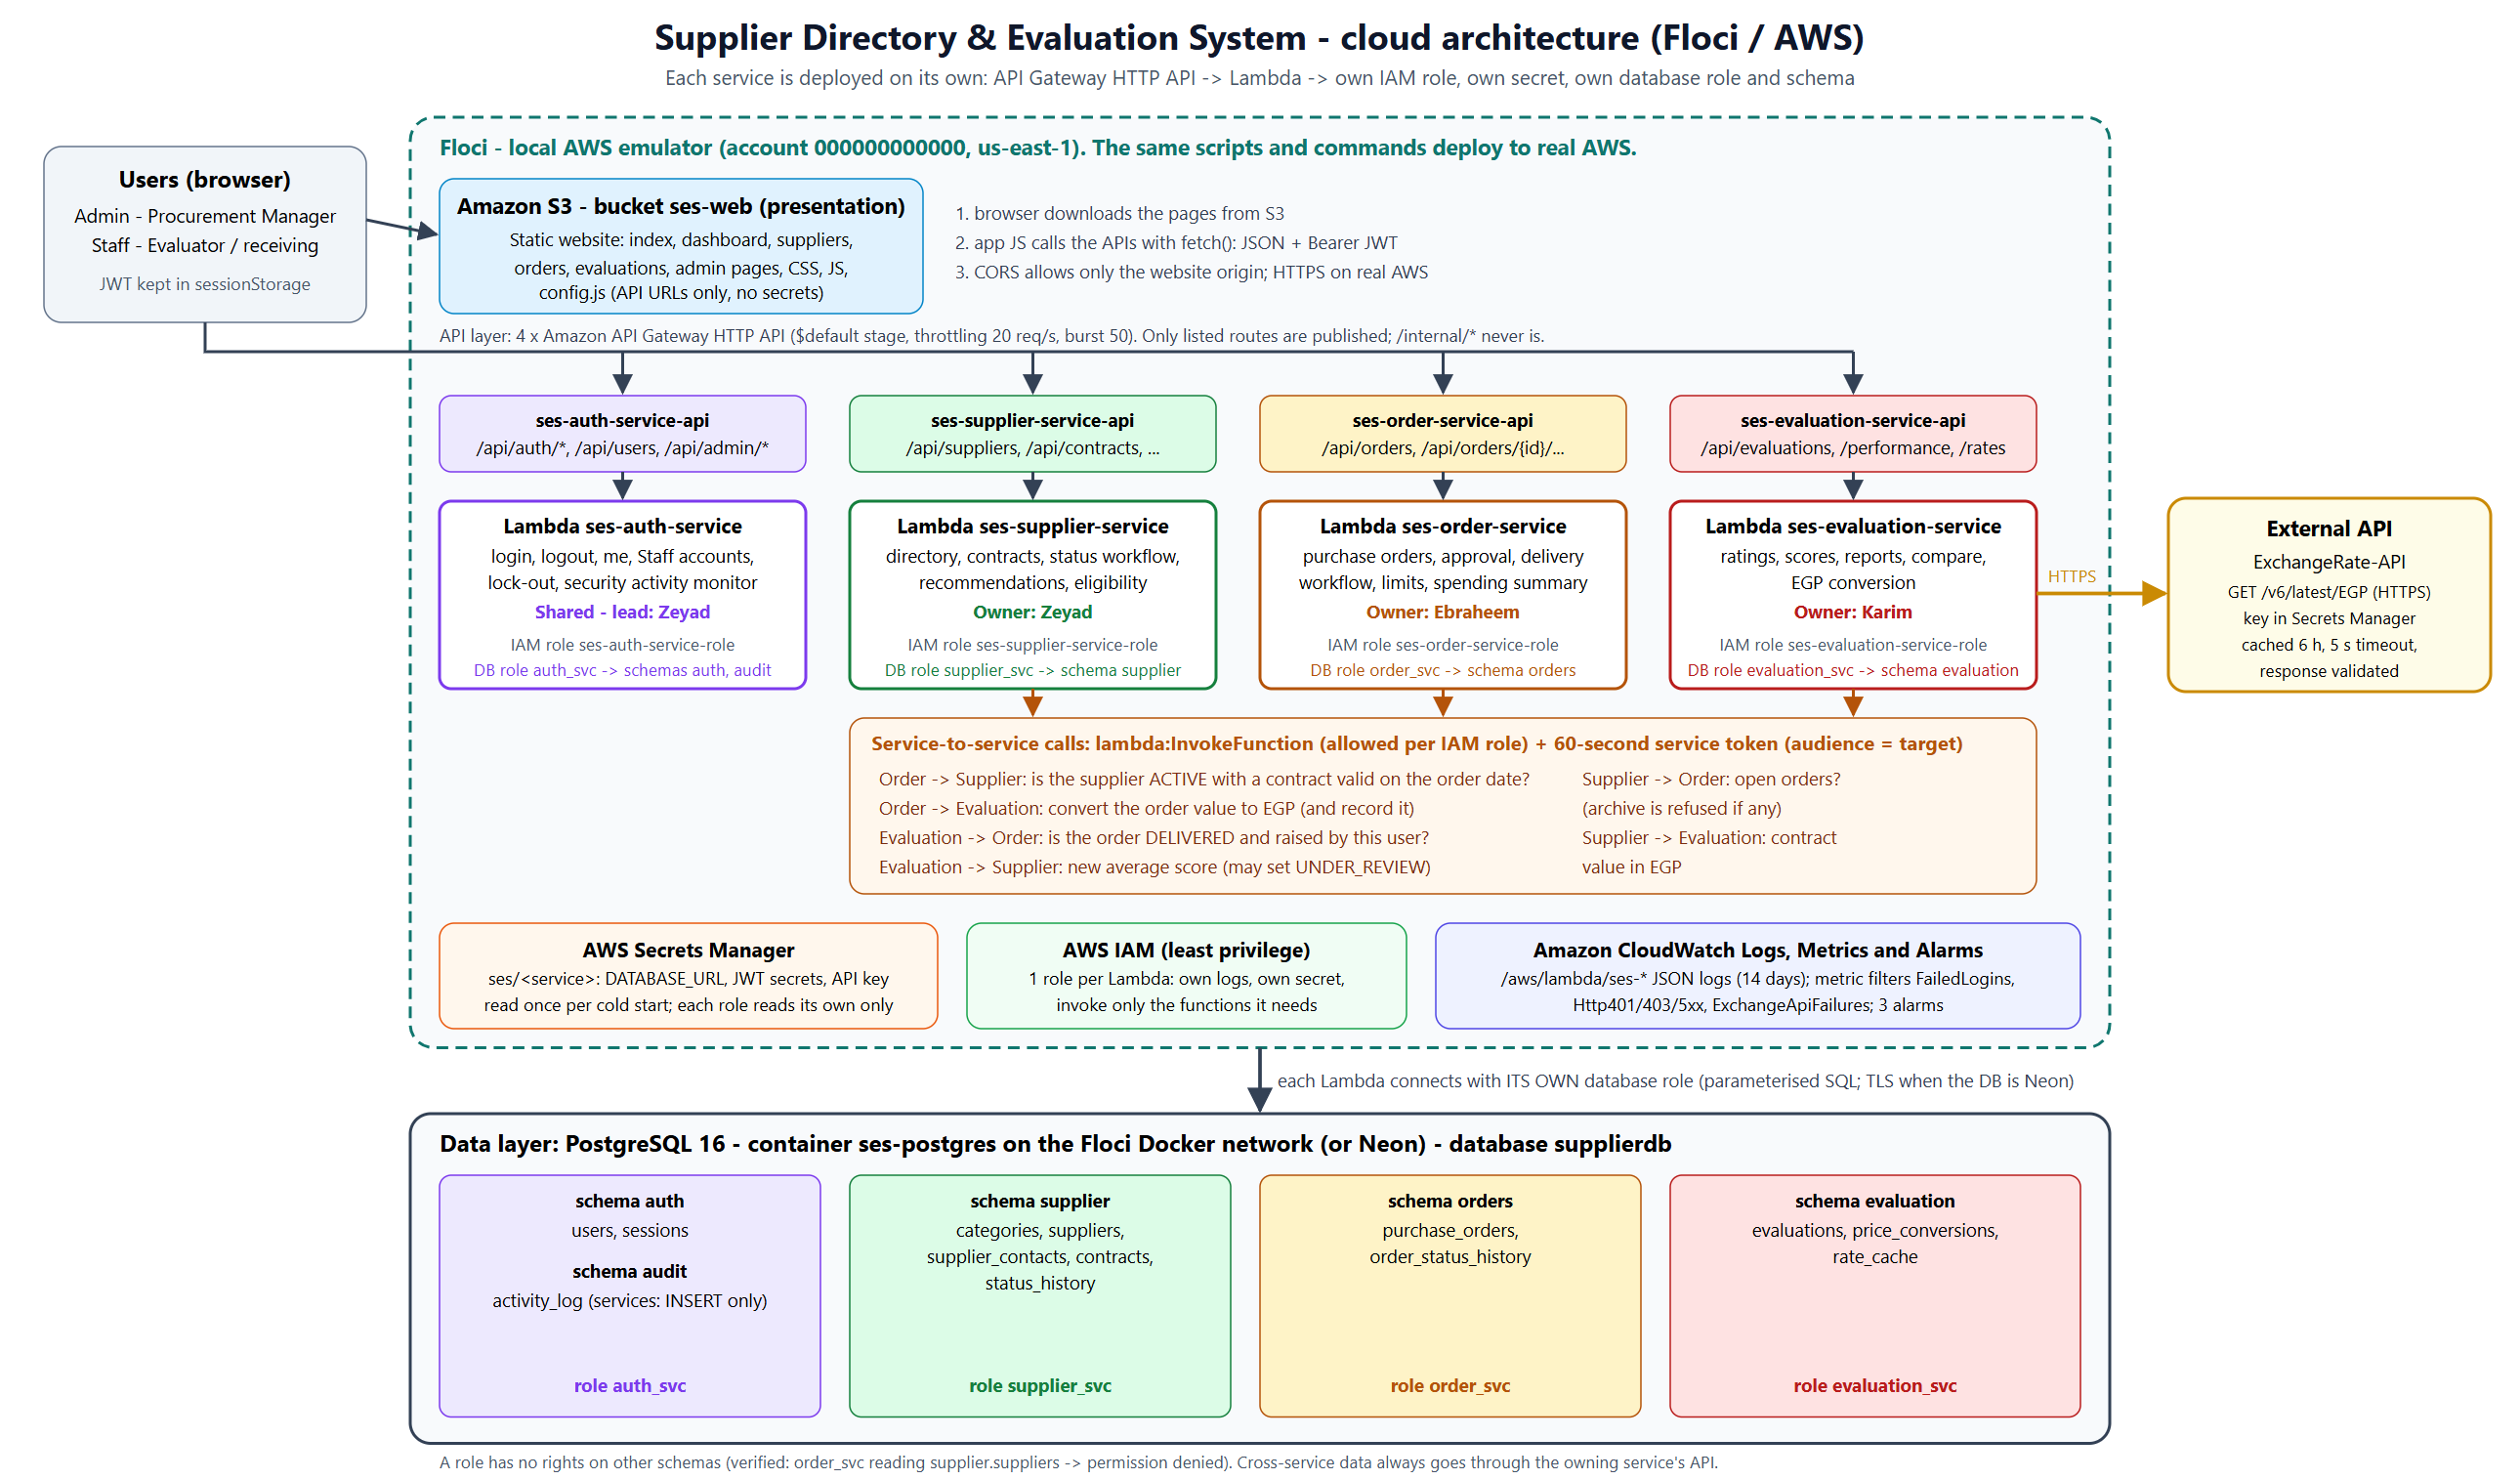 Supplier Directory & Evaluation System - cloud architecture (Floci / AWS)
Each service is deployed on its own: API Gateway HTTP API -> Lambda -> own IAM role, own secret, own database role and schema
Users (browser)
Admin - Procurement Manager
Staff - Evaluator / receiving
JWT kept in sessionStorage
Floci - local AWS emulator (account 000000000000, us-east-1). The same scripts and commands deploy to real AWS.
Amazon S3 - bucket ses-web (presentation)
Static website: index, dashboard, suppliers,
orders, evaluations, admin pages, CSS, JS,
config.js (API URLs only, no secrets)
1. browser downloads the pages from S3
2. app JS calls the APIs with fetch(): JSON + Bearer JWT
3. CORS allows only the website origin; HTTPS on real AWS
API layer: 4 x Amazon API Gateway HTTP API ($default stage, throttling 20 req/s, burst 50). Only listed routes are published; /internal/* never is.
ses-auth-service-api
/api/auth/*, /api/users, /api/admin/*
ses-supplier-service-api
/api/suppliers, /api/contracts, ...
ses-order-service-api
/api/orders, /api/orders/{id}/...
ses-evaluation-service-api
/api/evaluations, /performance, /rates
Lambda ses-auth-service
login, logout, me, Staff accounts,
lock-out, security activity monitor
Shared - lead: Zeyad
IAM role ses-auth-service-role
DB role auth_svc -> schemas auth, audit
Lambda ses-supplier-service
directory, contracts, status workflow,
recommendations, eligibility
Owner: Zeyad
IAM role ses-supplier-service-role
DB role supplier_svc -> schema supplier
Lambda ses-order-service
purchase orders, approval, delivery
workflow, limits, spending summary
Owner: Ebraheem
IAM role ses-order-service-role
DB role order_svc -> schema orders
Lambda ses-evaluation-service
ratings, scores, reports, compare,
EGP conversion
Owner: Karim
IAM role ses-evaluation-service-role
DB role evaluation_svc -> schema evaluation
HTTPS
External API
ExchangeRate-API
GET /v6/latest/EGP (HTTPS)
key in Secrets Manager
cached 6 h, 5 s timeout,
response validated
Service-to-service calls: lambda:InvokeFunction (allowed per IAM role) + 60-second service token (audience = target)
Order -> Supplier: is the supplier ACTIVE with a contract valid on the order date?
Order -> Evaluation: convert the order value to EGP (and record it)
Evaluation -> Order: is the order DELIVERED and raised by this user?
Evaluation -> Supplier: new average score (may set UNDER_REVIEW)
Supplier -> Order: open orders?
(archive is refused if any)
Supplier -> Evaluation: contract
value in EGP
AWS Secrets Manager
ses/<service>: DATABASE_URL, JWT secrets, API key
read once per cold start; each role reads its own only
AWS IAM (least privilege)
1 role per Lambda: own logs, own secret,
invoke only the functions it needs
Amazon CloudWatch Logs, Metrics and Alarms
/aws/lambda/ses-* JSON logs (14 days); metric filters FailedLogins,
Http401/403/5xx, ExchangeApiFailures; 3 alarms
each Lambda connects with ITS OWN database role (parameterised SQL; TLS when the DB is Neon)
Data layer: PostgreSQL 16 - container ses-postgres on the Floci Docker network (or Neon) - database supplierdb
schema auth
users, sessions
schema audit
activity_log (services: INSERT only)
role auth_svc
schema supplier
categories, suppliers,
supplier_contacts, contracts,
status_history
role supplier_svc
schema orders
purchase_orders,
order_status_history
role order_svc
schema evaluation
evaluations, price_conversions,
rate_cache
role evaluation_svc
A role has no rights on other schemas (verified: order_svc reading supplier.suppliers -> permission denied). Cross-service data always goes through the owning service's API.